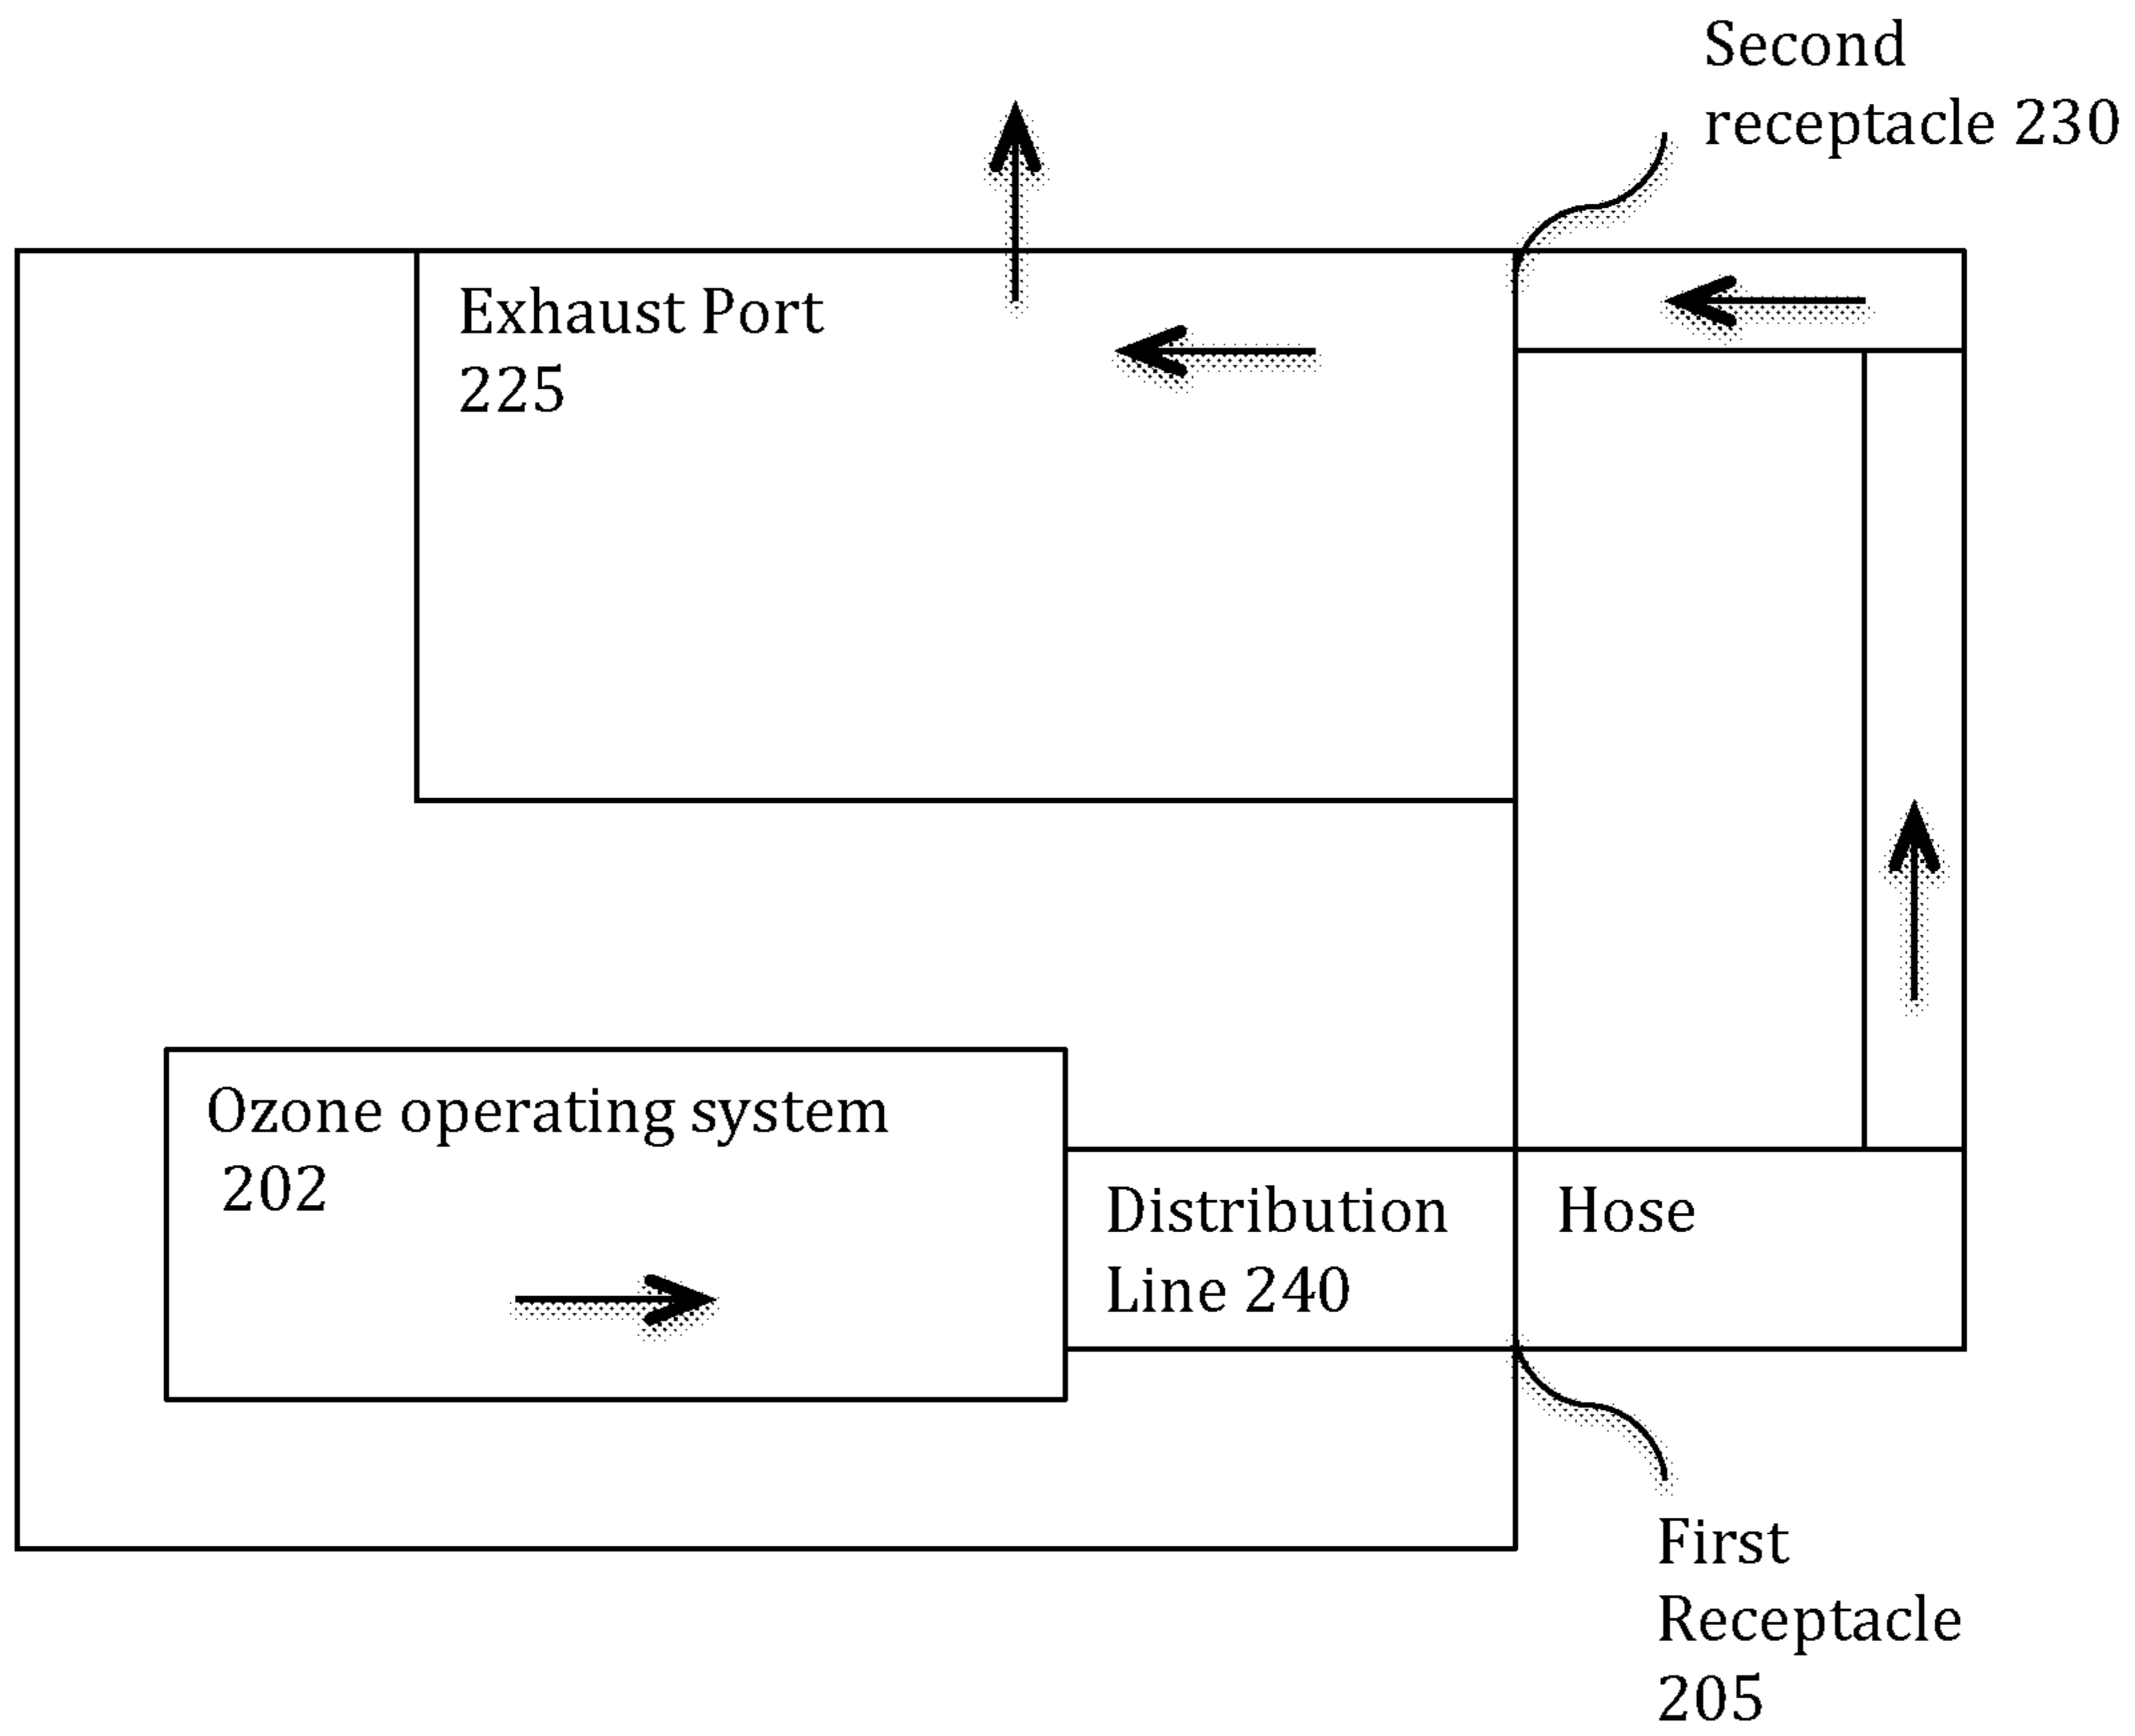 Second
receptacle 230
Exhaust Port
225
Ozone operating system
202
Distribution
Line 240
Hose
First
Receptacle
205